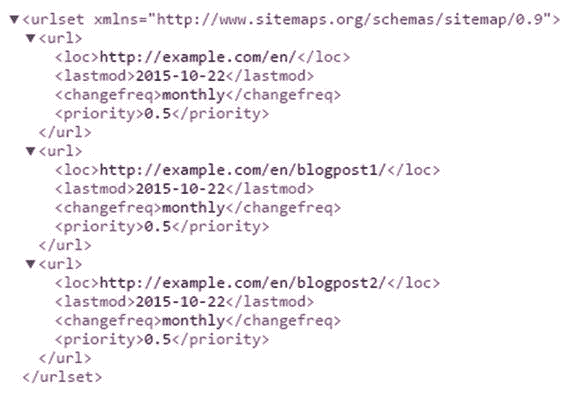 ▼<urlset xmlns="http://www.sitemaps.org/schemas/sitemap/0.9">
▼<url>
<loc>http://example.com/en/</loc>
<lastmod>2015-10-22</lastmod>
<changefreq>monthly</changefreq>
<priority>0.5</priority>
</url>
▼<url>
<loc>http://example.com/en/blogpost1/</loc>
<lastmod>2015-10-22</lastmod>
<changefreq>monthly</changefreq>
<priority>0.5</priority>
</url>
▼<url>
<loc>http://example.com/en/blogpost2/</loc>
<lastmod>2015-10-22</lastmod>
<changefreq>monthly</changefreq>
<priority>0.5</priority>
</url>
</urlset>